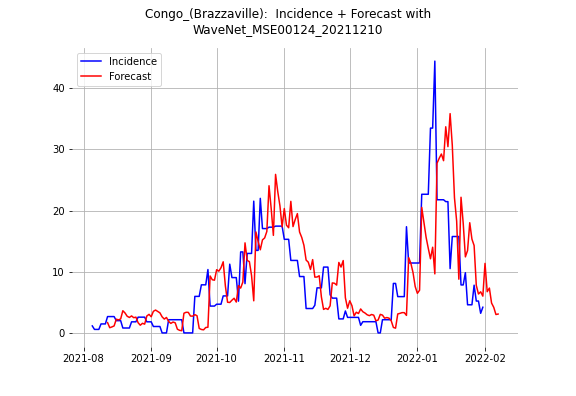 Congo_(Brazzaville):  Incidence + Forecast with
WaveNet_MSE00124_20211210
Incidence
Forecast
40
30
20
10
0
2021-08 2021-09 2021-10 2021-11 2021-12 2022-01 2022-02